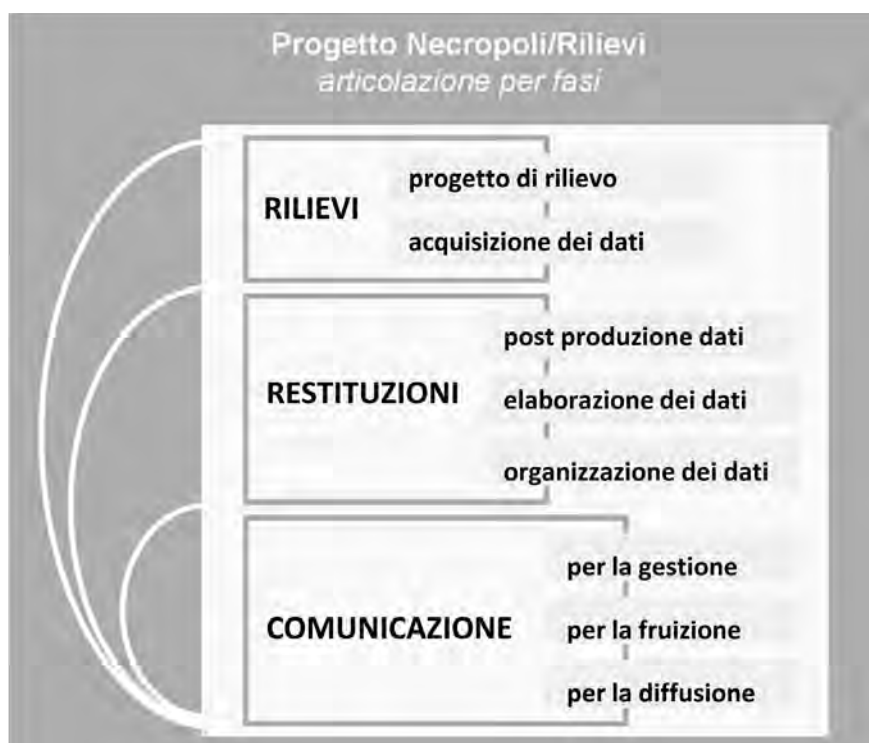 Progetto Necropoli/Rilievi
articolazione per fasi
RILIEVI
progetto di rilievo
acquisizione dei dati
RESTITUZIONI
post produzione dati
elaborazione dei dati
organizzazione dei dati
COMUNICAZIONE
per la gestione
per la fruizione
per la diffusione